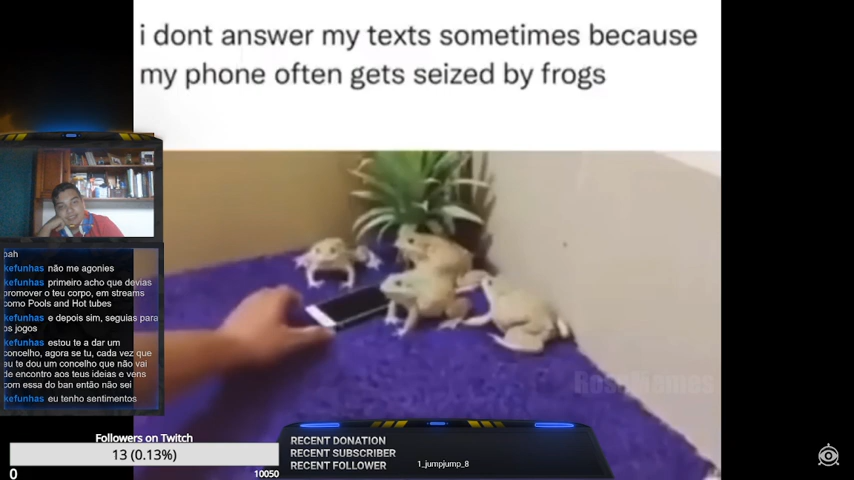 i dont answer my texts sometimes because
my phone often gets seized by frogs
pah
kefunhas não me agonies
kefunhas primeiro acho que devias
promover o teu corpo, em streams
como Pools and Hot tubes
kefunhas e depois sim, seguias para
os jogos
kefunhas estou te a dar um
concelho, agora se tu, cada vez que
eu te dou um concelho que não vai
de encontro aos teus ideias e vens
com essa do ban então não sei
kefunhas eu tenho sentimentos
RoseMemes
Followers on Twitch
13 (0.13%)
0
10050
RECENT DONATION
RECENT SUBSCRIBER
RECENT FOLLOWER
1_jumpjump_8